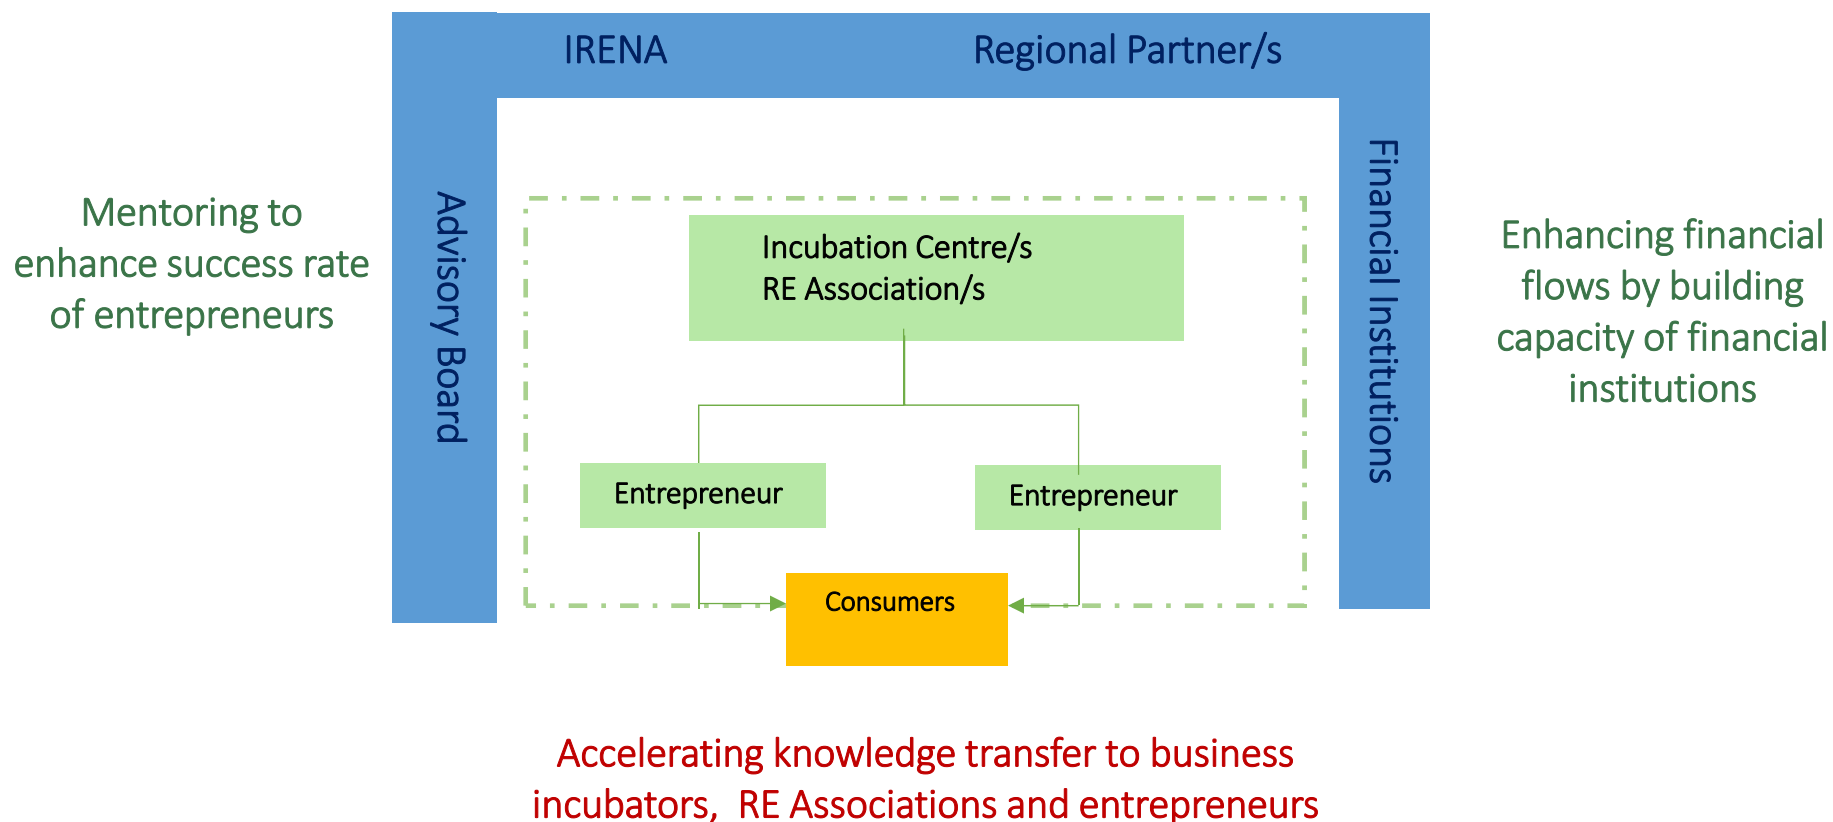 IRENA
Regional Partner/s
Mentoring to
enhance success rate
of entrepreneurs
Advisory Board
Incubation Centre/s
RE Association/s
Entrepreneur
Entrepreneur
Consumers
Financial Institutions
Enhancing financial
flows by building
capacity of financial
institutions
Accelerating knowledge transfer to business
incubators, RE Associations and entrepreneurs